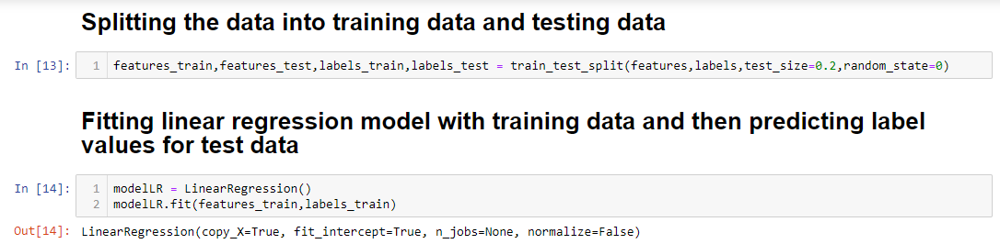 Splitting the data into training data and testing data
In [13]: 1 features_train,features_test,labels_train,labels_test = train_test_split(features,labels,test_size=0.2,random_state=0)
Fitting linear regression model with training data and then predicting label
values for test data
In [14]: 1 modelLR = LinearRegression()
2 modelLR.fit(features_train,labels_train)
Out[14]: LinearRegression(copy_X=True, fit_intercept=True, n_jobs=None, normalize=False)